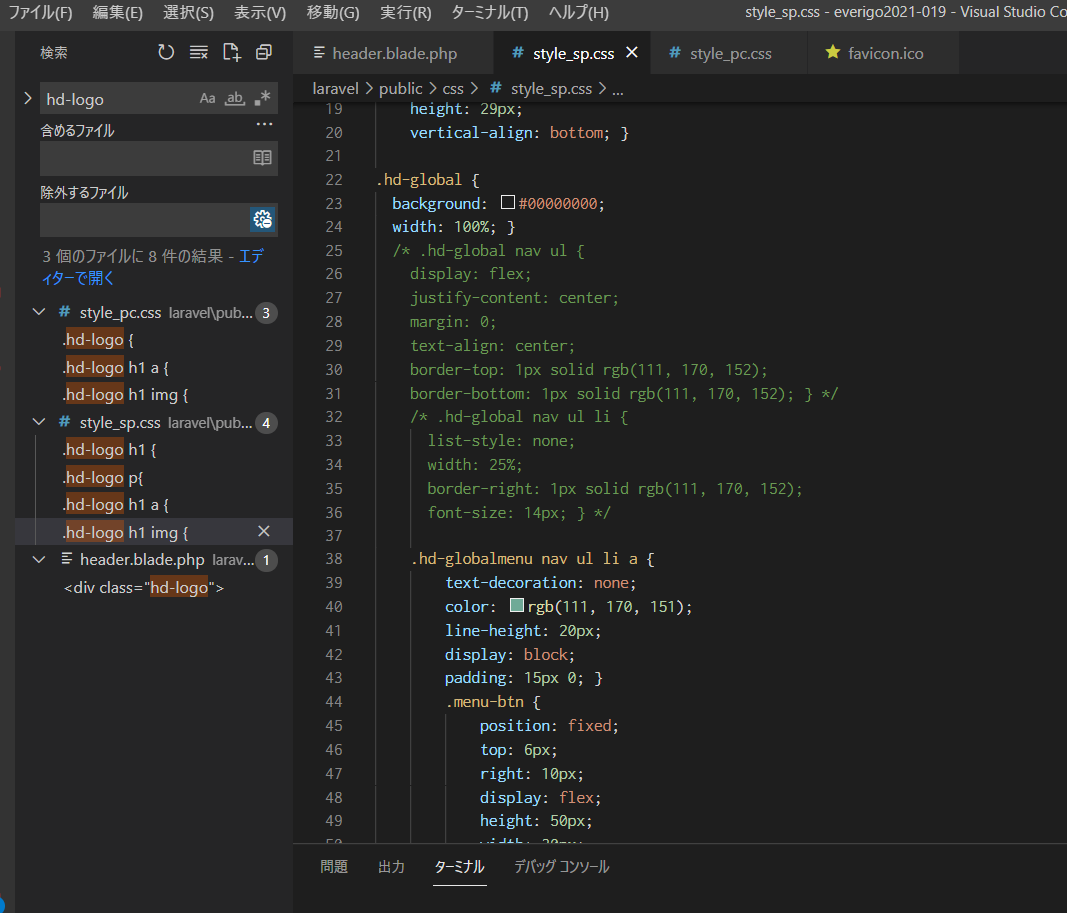 ファイル(F) 編集(E) 選択(S) 表示(V) 移動(G) 実行(R) ターミナル(T) ヘルプ(H) style_sp.css - everigo2021-019 - Visual Studio Co
検索
hd-logo Aa ab, .*
含めるファイル ...
除外するファイル
3 個のファイルに 8 件の結果 - エデ
ィターで開く
# style_pc.css laravel\pub... 3
.hd-logo {
.hd-logo h1 a {
.hd-logo h1 img {
# style_sp.css laravel\pub... 4
.hd-logo h1 {
.hd-logo p{
.hd-logo h1 a {
.hd-logo h1 img {
header.blade.php larav... 1
<div class="hd-logo">
header.blade.php # style_sp.css # style_pc.css favicon.ico
laravel > public > css > # style_sp.css > ...
19 height: 29px;
20 vertical-align: bottom; }
21
22 .hd-global {
23 background: #00000000;
24 width: 100%; }
25 /* .hd-global nav ul {
26 display: flex;
27 justify-content: center;
28 margin: 0;
29 text-align: center;
30 border-top: 1px solid rgb(111, 170, 152);
31 border-bottom: 1px solid rgb(111, 170, 152); } */
32 /* .hd-global nav ul li {
33 list-style: none;
34 width: 25%;
35 border-right: 1px solid rgb(111, 170, 152);
36 font-size: 14px; } */
37
38 .hd-globalmenu nav ul li a {
39 text-decoration: none;
40 color: rgb(111, 170, 151);
41 line-height: 20px;
42 display: block;
43 padding: 15px 0; }
44 .menu-btn {
45 position: fixed;
46 top: 6px;
47 right: 10px;
48 display: flex;
49 height: 50px;
問題 出力 ターミナル デバッグ コンソール